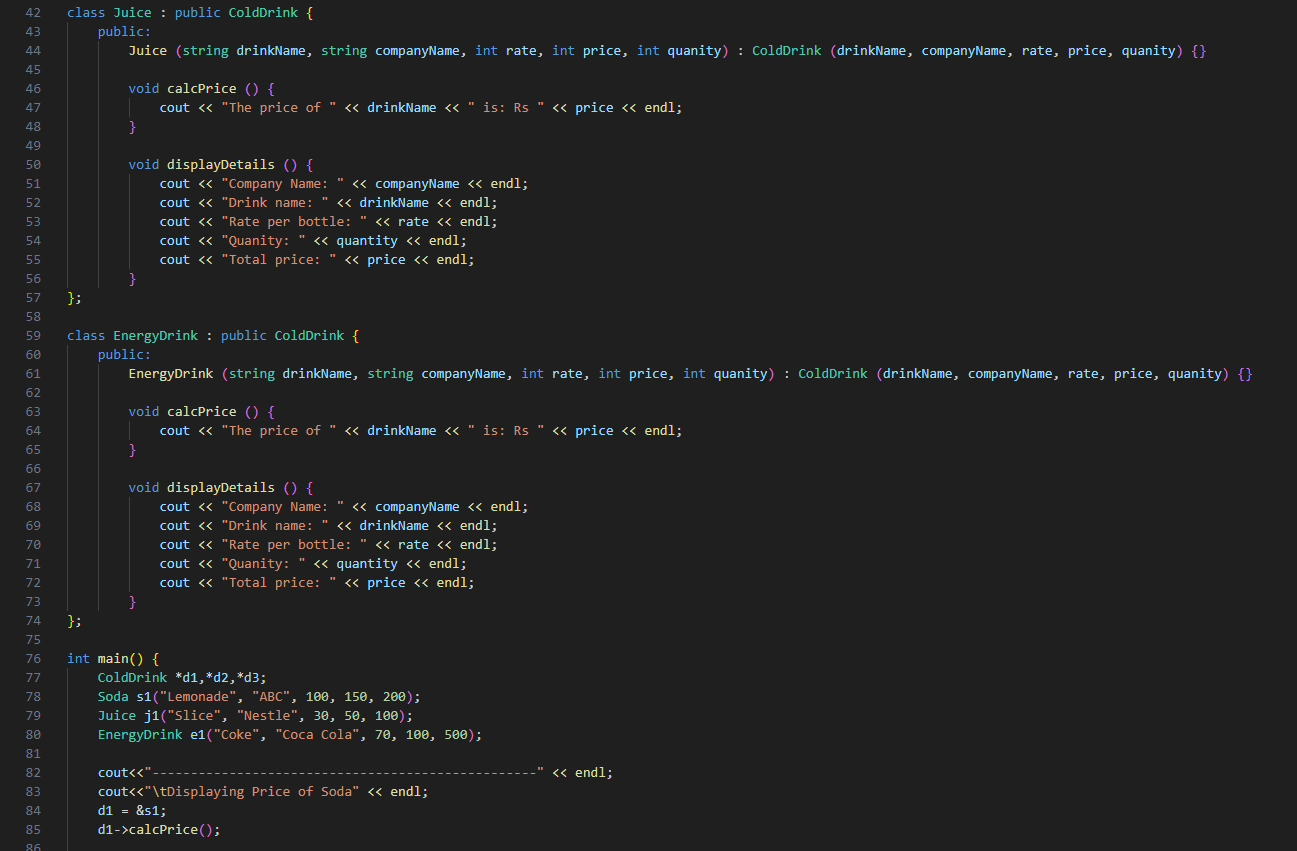 42 class Juice : public ColdDrink {
43 public:
44 Juice (string drinkName, string companyName, int rate, int price, int quanity) : ColdDrink (drinkName, companyName, rate, price, quanity) {}
45
46 void calcPrice () {
47 cout << "The price of " << drinkName << " is: Rs " << price << endl;
48 }
49
50 void displayDetails () {
51 cout << "Company Name: " << companyName << endl;
52 cout << "Drink name: " << drinkName << endl;
53 cout << "Rate per bottle: " << rate << endl;
54 cout << "Quanity: " << quantity << endl;
55 cout << "Total price: " << price << endl;
56 }
57 };
58
59 class EnergyDrink : public ColdDrink {
60 public:
61 EnergyDrink (string drinkName, string companyName, int rate, int price, int quanity) : ColdDrink (drinkName, companyName, rate, price, quanity) {}
62
63 void calcPrice () {
64 cout << "The price of " << drinkName << " is: Rs " << price << endl;
65 }
66
67 void displayDetails () {
68 cout << "Company Name: " << companyName << endl;
69 cout << "Drink name: " << drinkName << endl;
70 cout << "Rate per bottle: " << rate << endl;
71 cout << "Quanity: " << quantity << endl;
72 cout << "Total price: " << price << endl;
73 }
74 };
75
76 int main() {
77 ColdDrink *d1,*d2,*d3;
78 Soda s1("Lemonade", "ABC", 100, 150, 200);
79 Juice j1("Slice", "Nestle", 30, 50, 100);
80 EnergyDrink e1("Coke", "Coca Cola", 70, 100, 500);
81
82 cout<<"--------------------------------------------------" << endl;
83 cout<<"\tDisplaying Price of Soda" << endl;
84 d1 = &s1;
85 d1->calcPrice();
86